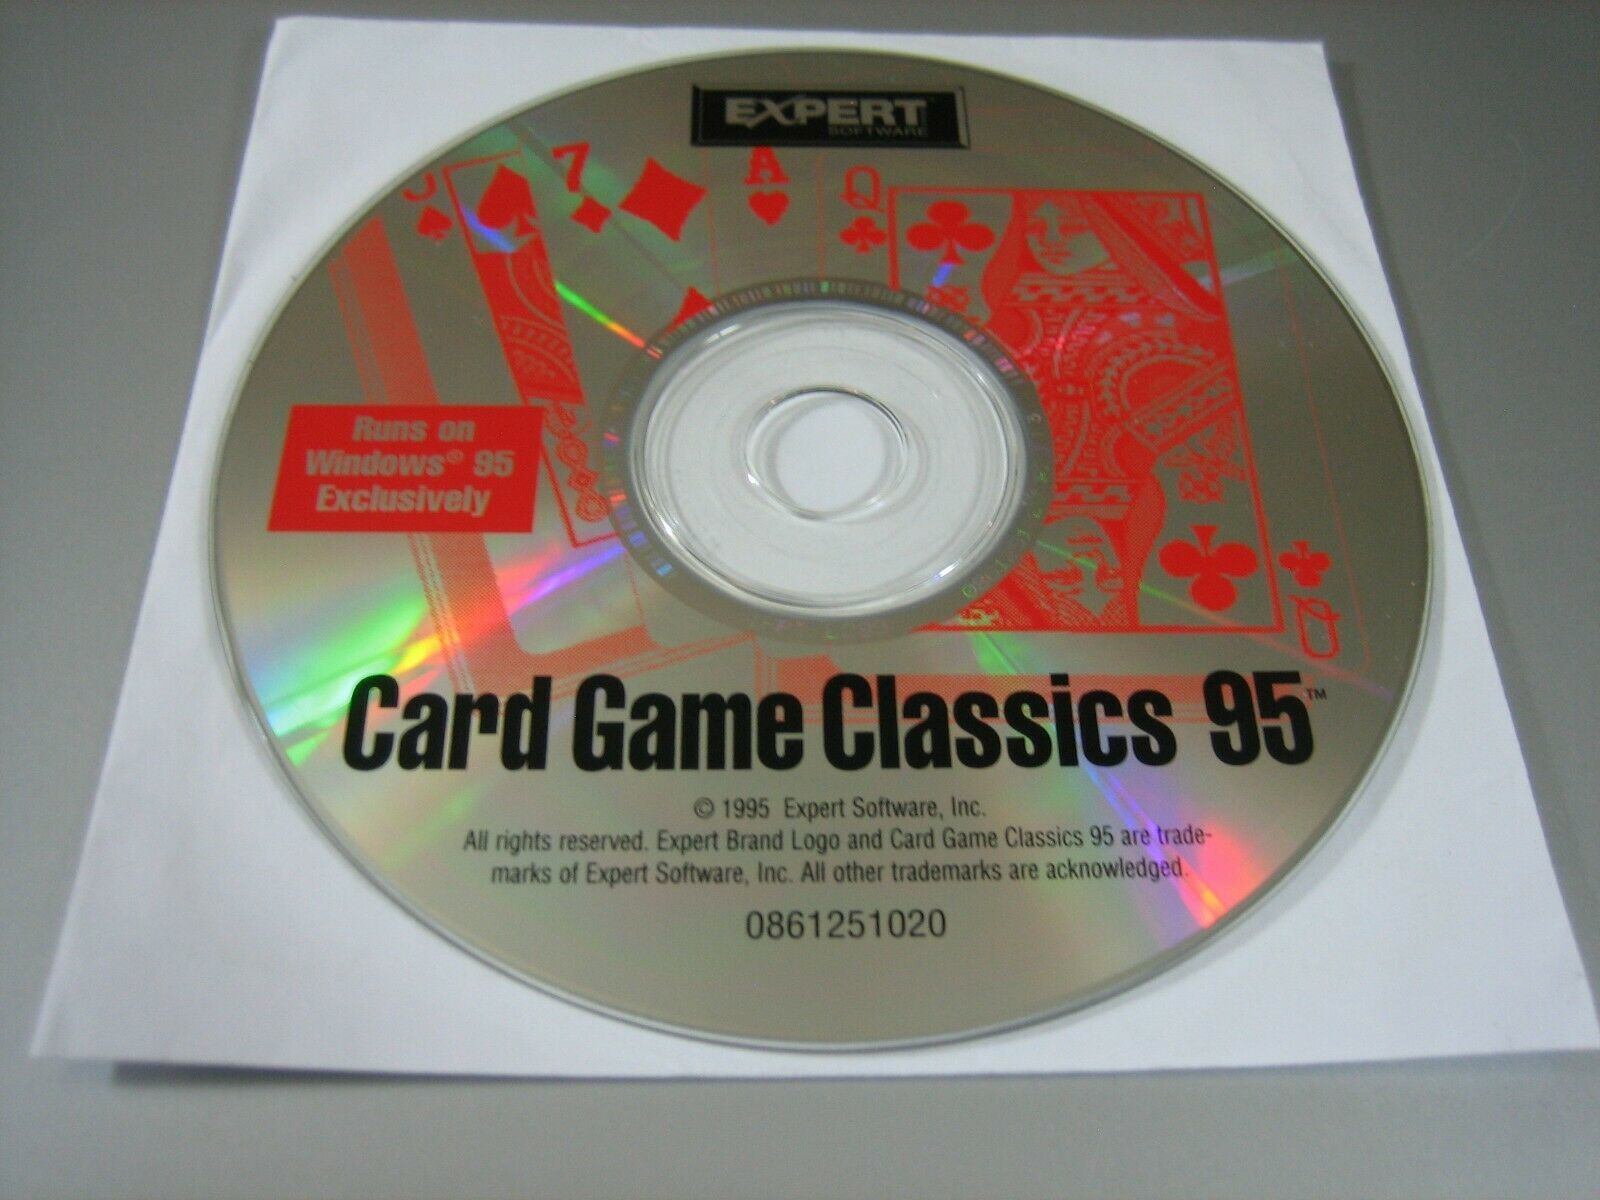 EXPERT
SOFTWARE
J
7
A
Q
Runs on
Windows® 95
Exclusively
Q
Card Game Classics 95™
© 1995 Expert Software, Inc.
All rights reserved. Expert Brand Logo and Card Game Classics 95 are trade-
marks of Expert Software, Inc. All other trademarks are acknowledged.
0861251020